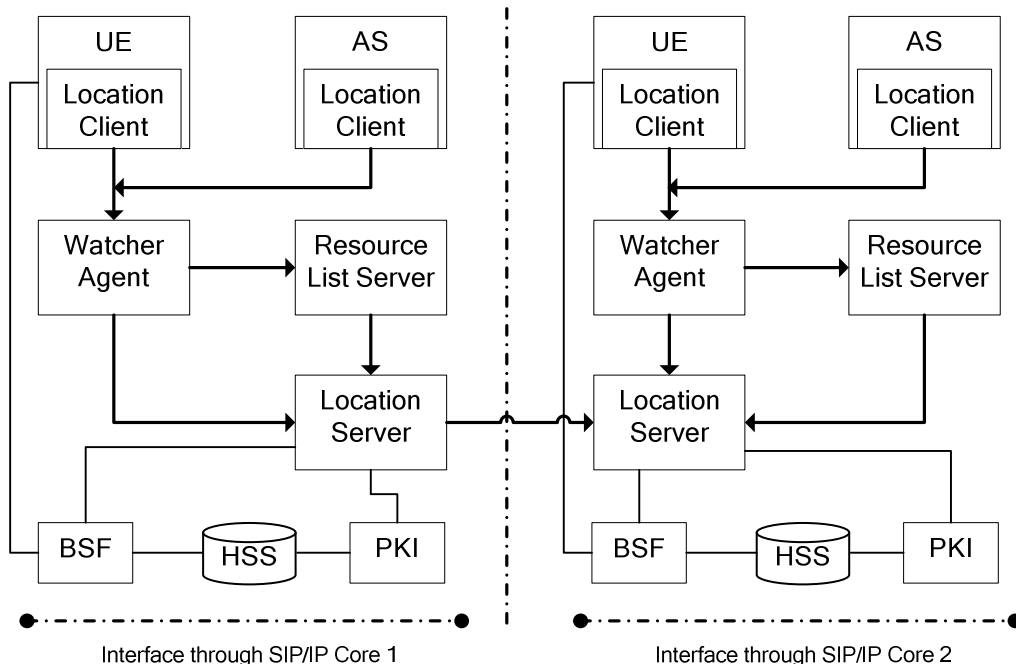 UE
AS
UE
AS
Location
Client
Location
Client
Location
Client
Location
Client
Watcher
Agent
Resource
List Server
Watcher
Agent
Resource
List Server
Location
Server
Location
Server
BSF
HSS
PKI
BSF
HSS
PKI
Interface through SIP/IP Core 1
Interface through SIP/IP Core 2